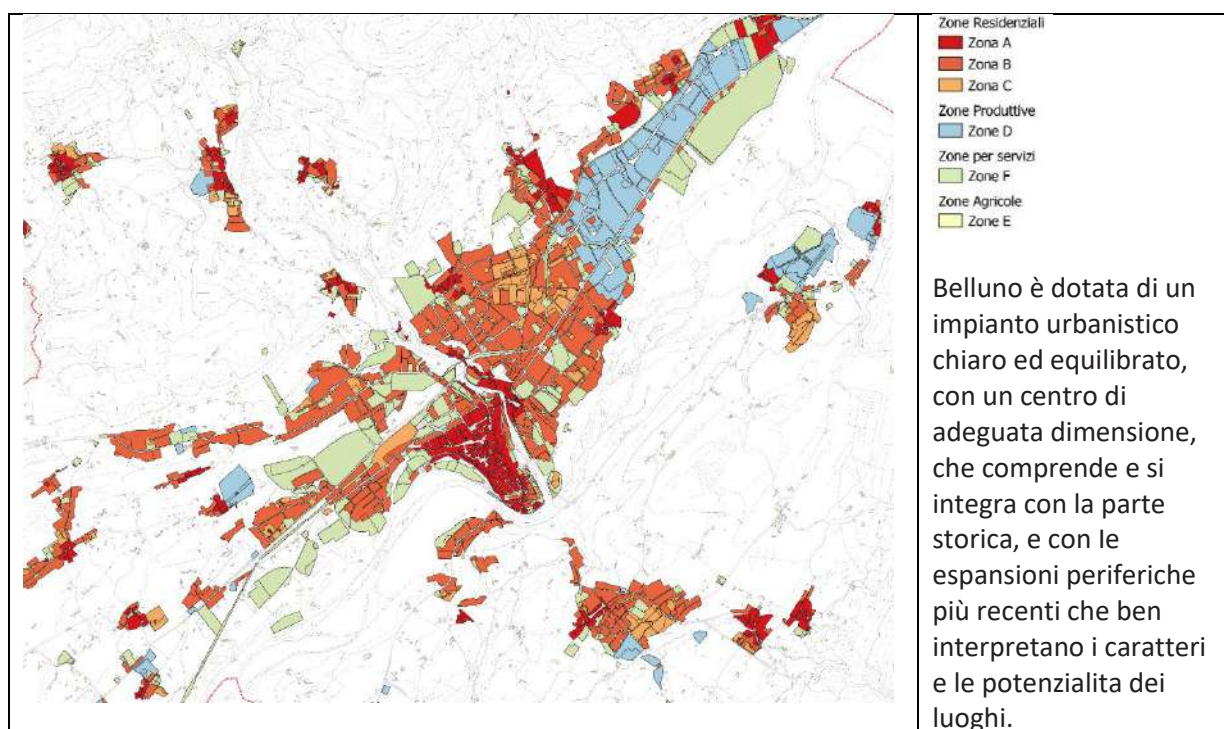 Zone Residenziali
Zona A
Zona B
Zona C
Zone Produttive
Zone D
Zone per servizi
Zone F
Zone Agricole
Zone E
Belluno è dotata di un
impianto urbanistico
chiaro ed equilibrato,
con un centro di
adeguata dimensione,
che comprende e si
integra con la parte
storica, e con le
espansioni periferiche
più recenti che ben
interpretano i caratteri
e le potenzialita dei
luoghi.